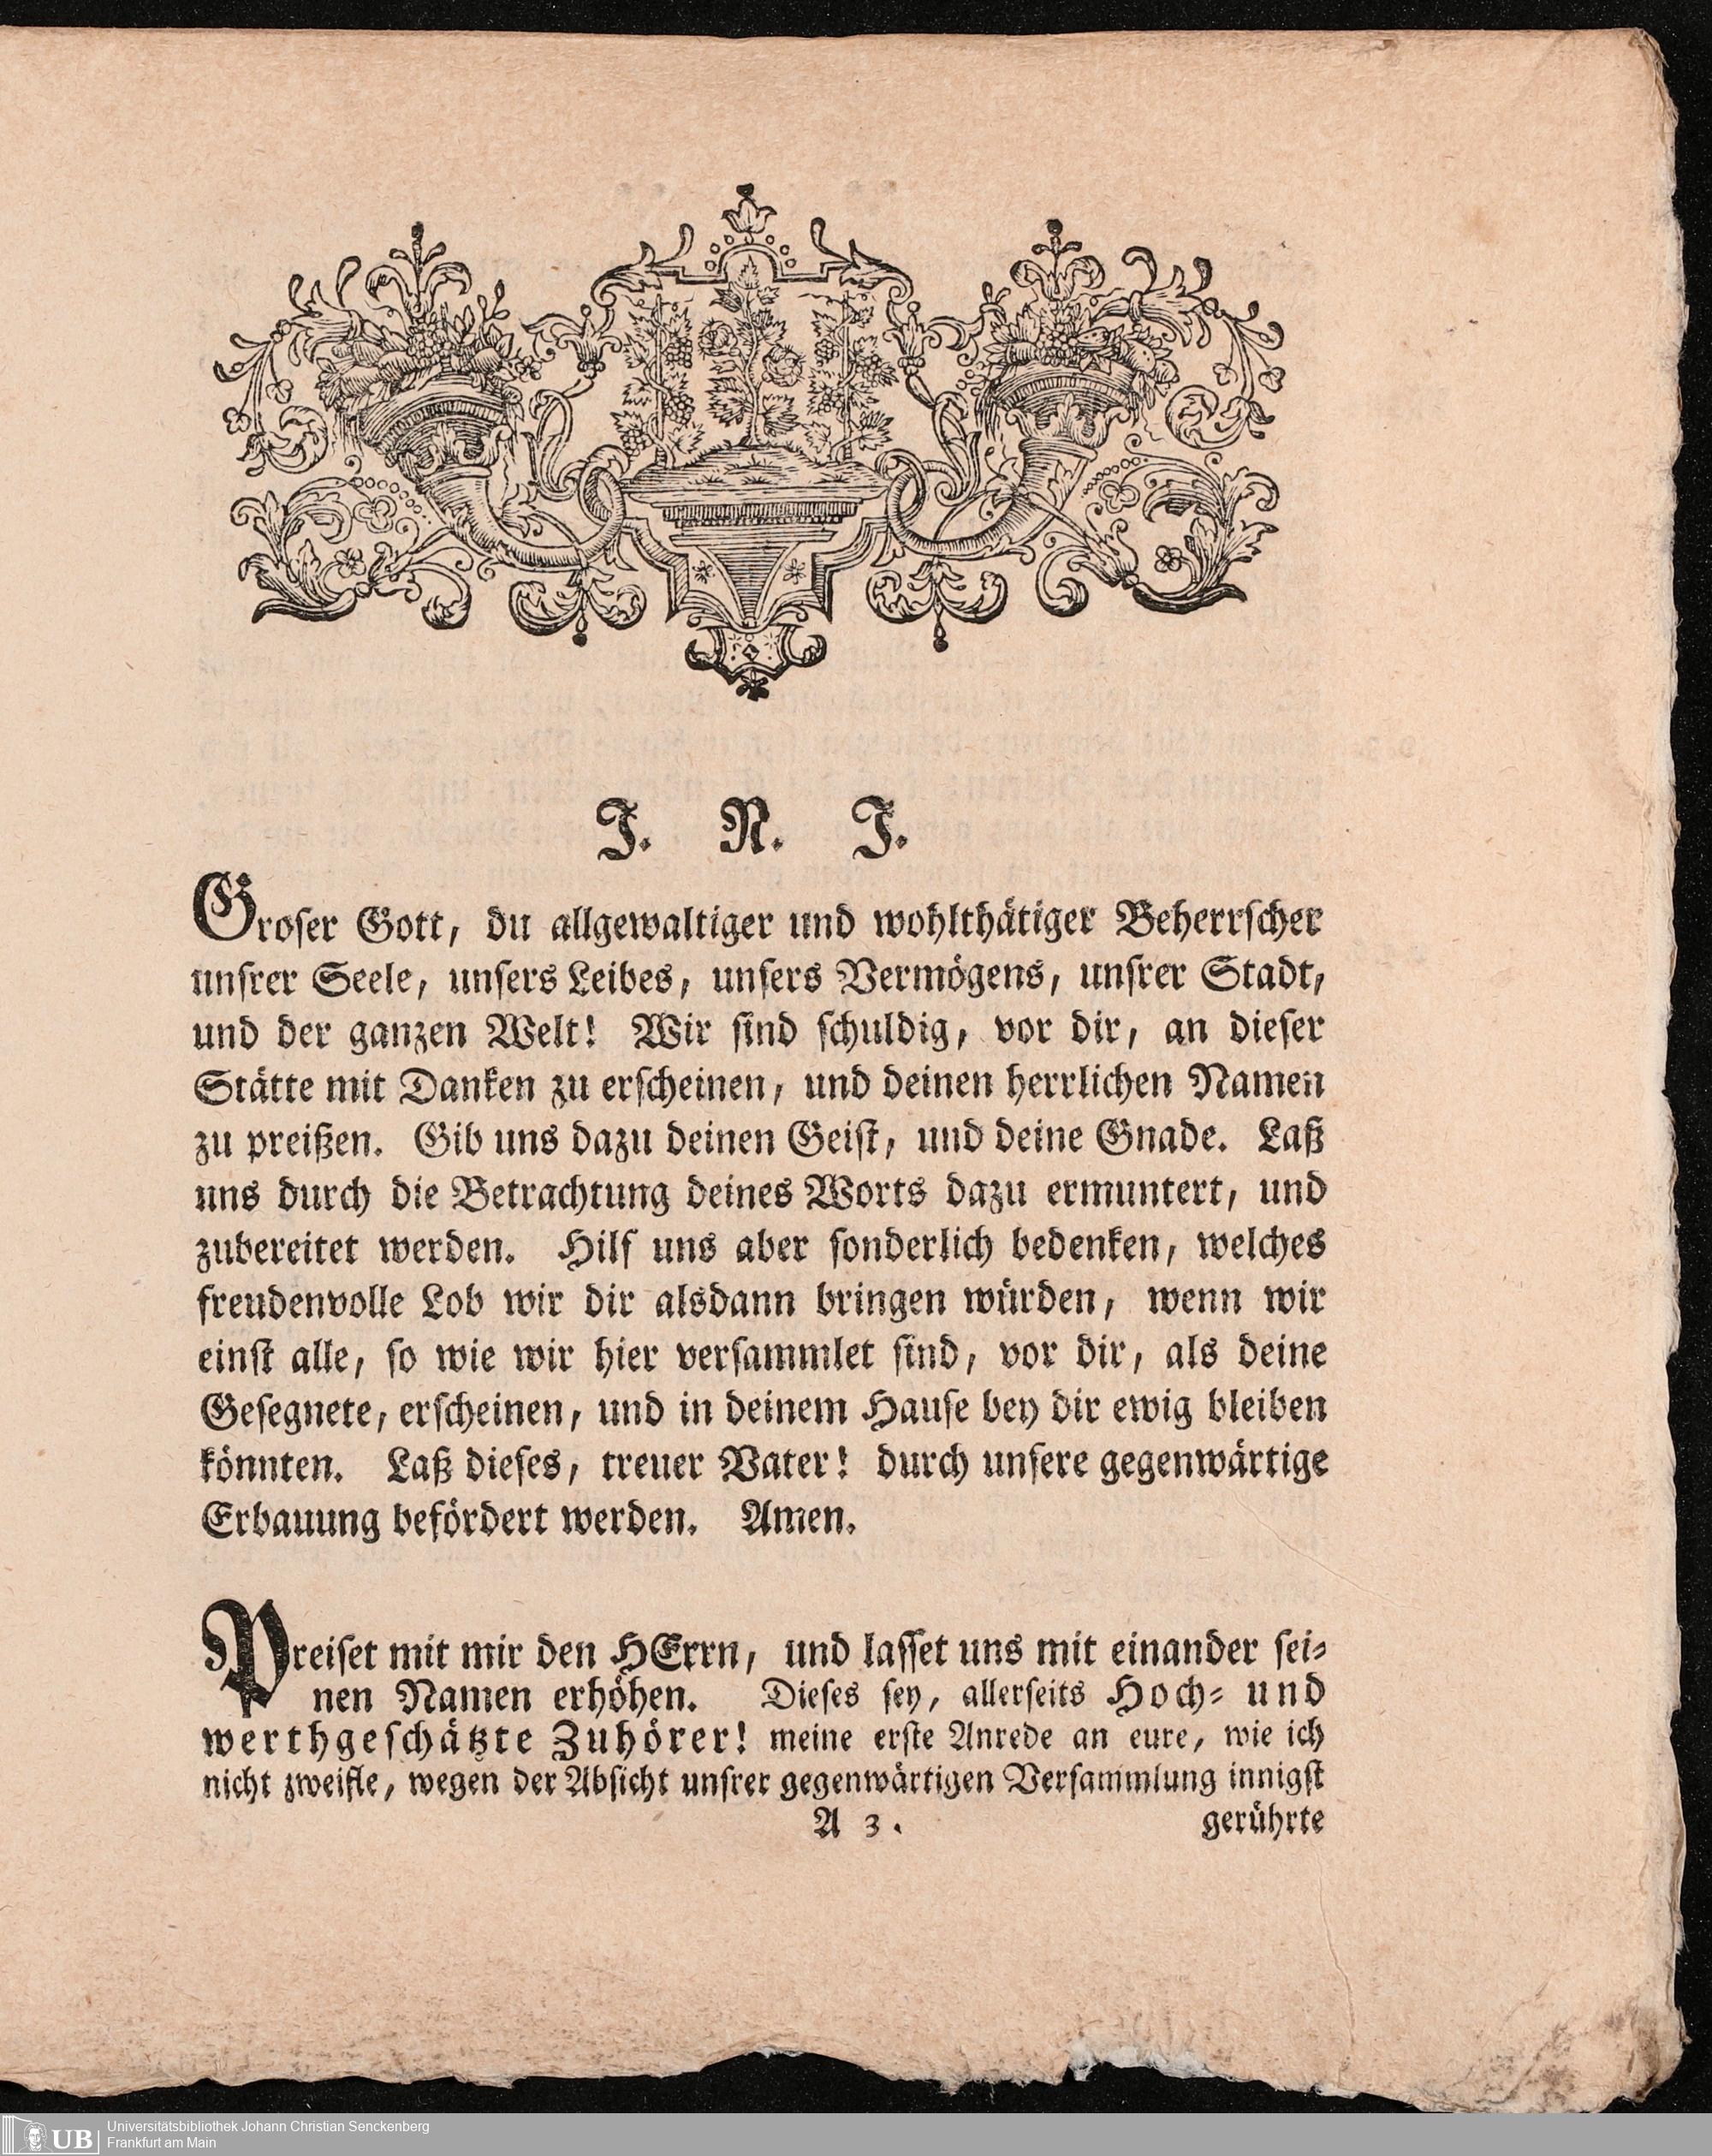 J. N. J.
Groser Gott, du allgewaltiger und wohlthätiger Beherrscher
unsrer Seele, unsers Leibes, unsers Vermögens, unsrer Stadt,
und der ganzen Welt! Wir sind schuldig, vor dir, an dieser
Stätte mit Danken zu erscheinen, und deinen herrlichen Namen
zu preißen. Gib uns dazu deinen Geist, und deine Gnade. Laß
uns durch die Betrachtung deines Worts dazu ermuntert, und
zubereitet werden. Hilf uns aber sonderlich bedenken, welches
freudenvolle Lob wir dir alsdann bringen würden, wenn wir
einst alle, so wie wir hier versammlet sind, vor dir, als deine
Gesegnete, erscheinen, und in deinem Hause bey dir ewig bleiben
könnten. Laß dieses, treuer Vater! durch unsere gegenwärtige
Erbauung befördert werden. Amen.
Preiset mit mir den HErrn, und lasset uns mit einander sei-
nen Namen erhöhen. Dieses sey, allerseits Hoch- und
werthgeschätzte Zuhörer! meine erste Anrede an eure, wie ich
nicht zweifle, wegen der Absicht unsrer gegenwärtigen Versammlung innigst
A 3. gerührte
UB Universitätsbibliothek Johann Christian Senckenberg
Frankfurt am Main